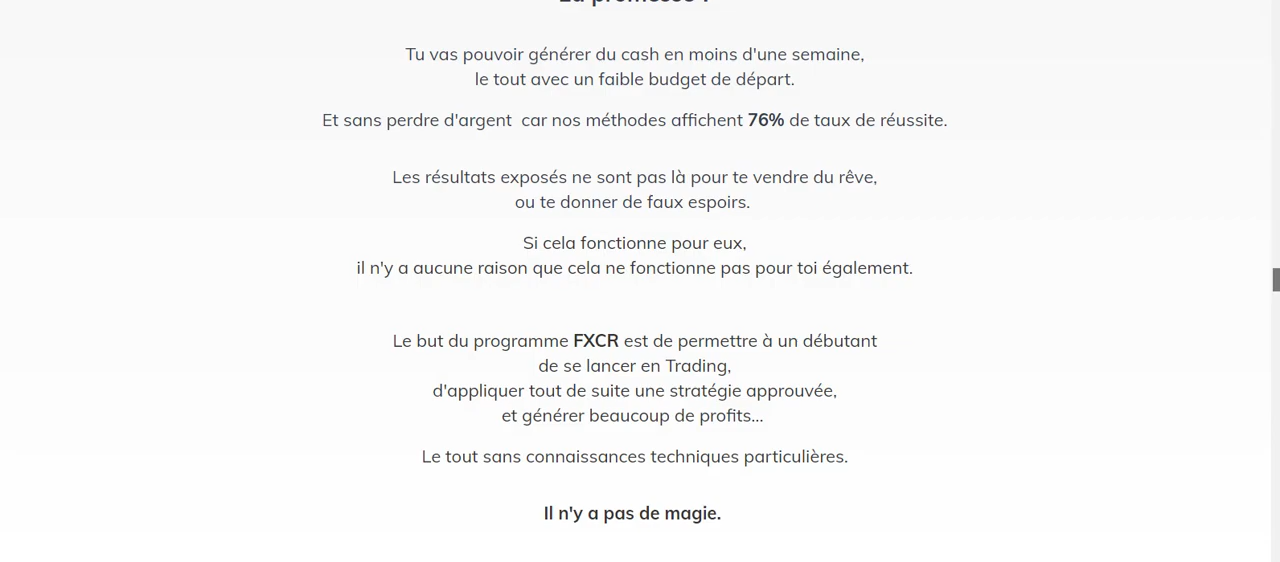 La promesse :
Tu vas pouvoir générer du cash en moins d'une semaine,
le tout avec un faible budget de départ.
Et sans perdre d'argent car nos méthodes affichent 76% de taux de réussite.
Les résultats exposés ne sont pas là pour te vendre du rêve,
ou te donner de faux espoirs.
Si cela fonctionne pour eux,
il n'y a aucune raison que cela ne fonctionne pas pour toi également.
Le but du programme FXCR est de permettre à un débutant
de se lancer en Trading,
d'appliquer tout de suite une stratégie approuvée,
et générer beaucoup de profits...
Le tout sans connaissances techniques particulières.
Il n'y a pas de magie.